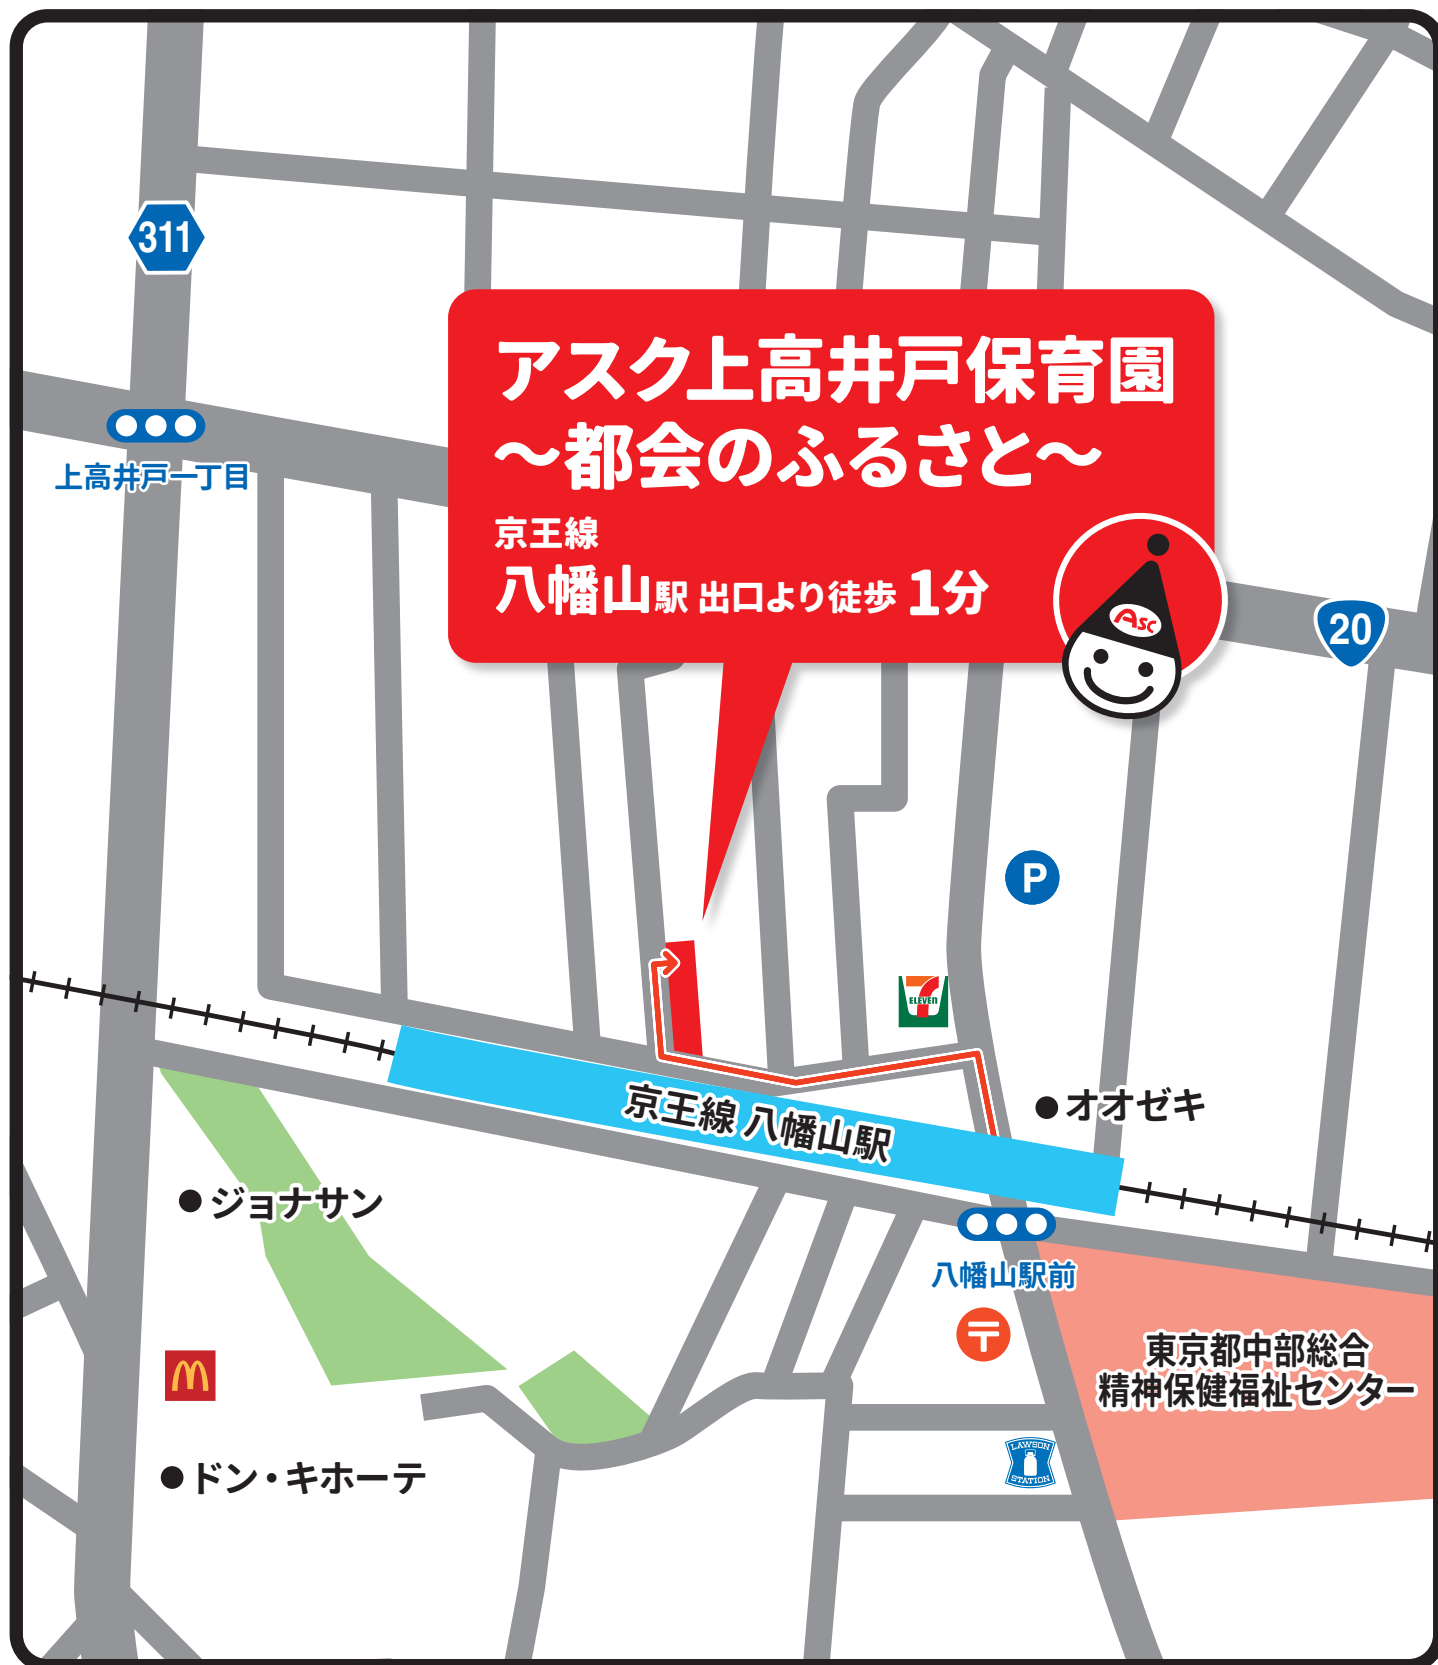 311
上高井戸一丁目
アスク上高井戸保育園
〜都会のふるさと〜
京王線
八幡山駅 出口より徒歩 1分
ASC
20
P
7
ELEVEN
京王線 八幡山駅
オオゼキ
ジョナサン
八幡山駅前
〒
東京都中部総合
精神保健福祉センター
M
LAWSON
STATION
ドン・キホーテ